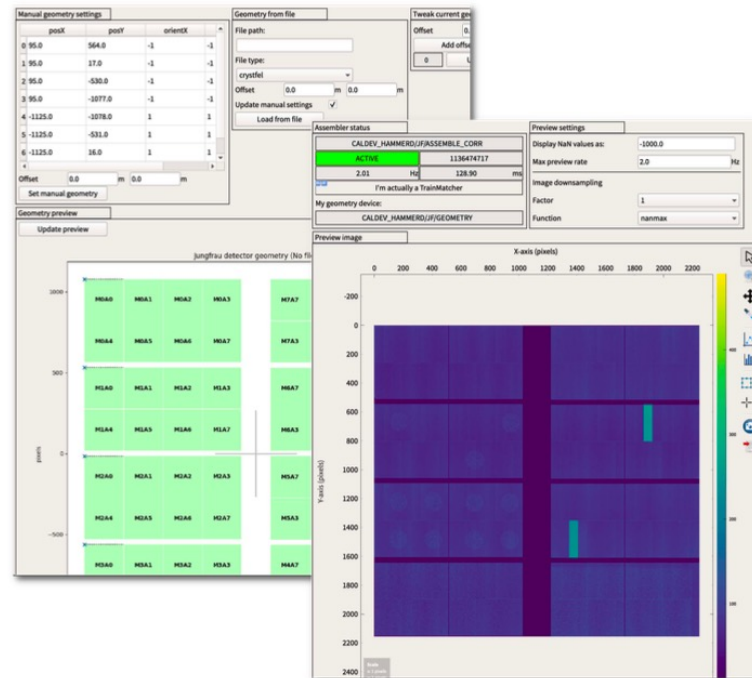 Manual geometry settings
posX posY orientX
0 95.0 564.0 -1 -1
1 95.0 17.0 -1 -1
2 95.0 -530.0 -1 -1
3 95.0 -1077.0 -1 -1
4 -1125.0 -1078.0 1 1
5 -1125.0 -531.0 1 1
6 -1125.0 16.0 1 1
Offset 0.0 m 0.0
Set manual geometry
Geometry from file
File path:
File type:
crystfel
Offset 0.0 m 0.0
Update manual settings
Load from file
Tweak current
Offset
Add
0
Geometry preview
Update preview
Jungfrau detector geometry (No
1000
500
0
-500
pixels
M0A0 M0A1 M0A2 M0A3 M7A7
M0A4 M0A5 M0A6 M0A7 M7A3
M1A0 M1A1 M1A2 M1A3 M6A7
M1A4 M1A5 M1A6 M1A7 M6A3
M2A0 M2A1 M2A2 M2A3 M5A7
M2A4 M2A5 M2A6 M2A7 M5A3
M3A0 M3A1 M3A2 M3A3 M4A7
Assembler status
CALDEV_HAMMERD/JF/ASSEMBLE_CORR
ACTIVE 1136474717
2.01 Hz 128.90 ms
I'm actually a TrainMatcher
My geometry device:
CALDEV_HAMMERD/JF/GEOMETRY
Preview settings
Display NaN values as: -1000.0
Max preview rate 2.0 Hz
Image downsampling
Factor 1
Function nanmax
Preview image
X-axis (pixels)
0 200 400 600 800 1000 1200 1400 1600 1800 2000 2200
-200
0
200
400
600
800
1000
1200
1400
1600
1800
2000
2200
2400
Y-axis (pixels)
400
300
200
100